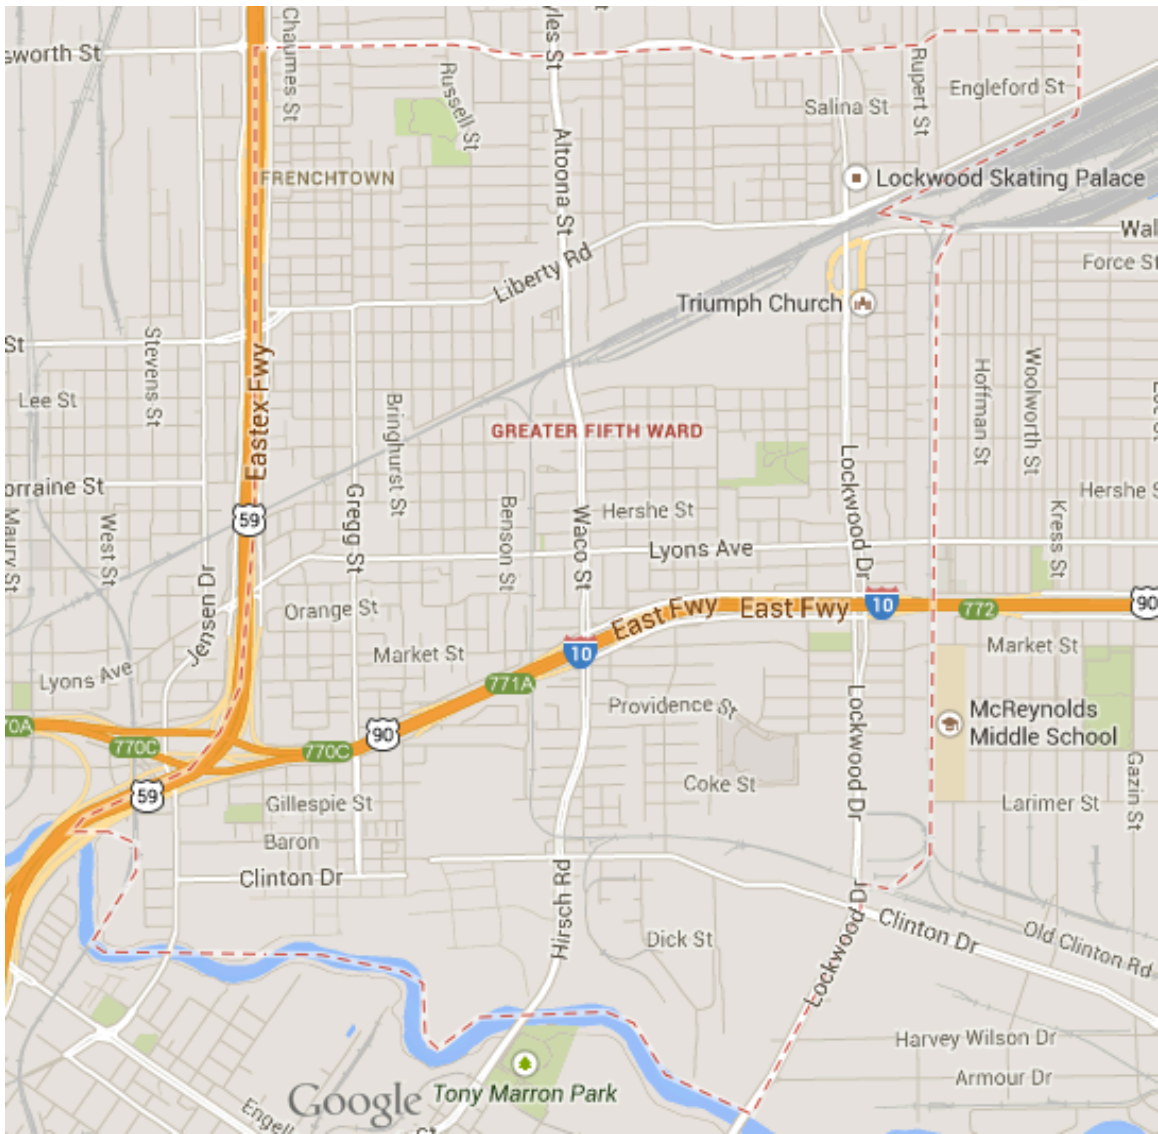 Chaumes St
yles St
sworth St
Russell St
Rupert St
Engleford St
Salina St
Altoona St
FRENCHTOWN
Lockwood Skating Palace
Wal
Force St
Liberty Rd
Triumph Church
St
Stevens St
Eastex Fwy
Hoffman St
Woolworth St
Lee St
Bringhurst St
GREATER FIFTH WARD
Lockwood Dr
orraine St
Gregg St
Hershe St
Hershe S
Benson St
Waco St
Kress St
Maury St
West St
59
Lyons Ave
Jensen Dr
Orange St
East Fwy
East Fwy
10
772
90
Market St
10
Market St
Lyons Ave
771A
Providence St
Lockwood Dr
McReynolds
Middle School
70A
770C
770C
90
Gazin St
59
Gillespie St
Coke St
Larimer St
Baron
Clinton Dr
Hirsch Rd
Dick St
Lockwood Dr
Clinton Dr
Old Clinton Rd
Harvey Wilson Dr
Armour Dr
Google
Tony Marron Park
Engel
St